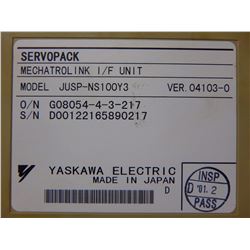 SERVOPACK
MECHATROLINK I/F UNIT
MODEL JUSP-NS100Y3 VER. 04103-0
O/N G08054-4-3-217
S/N D00122165890217
YASKAWA ELECTRIC
MADE IN JAPAN
D
INSP
D '01. 2
PASS